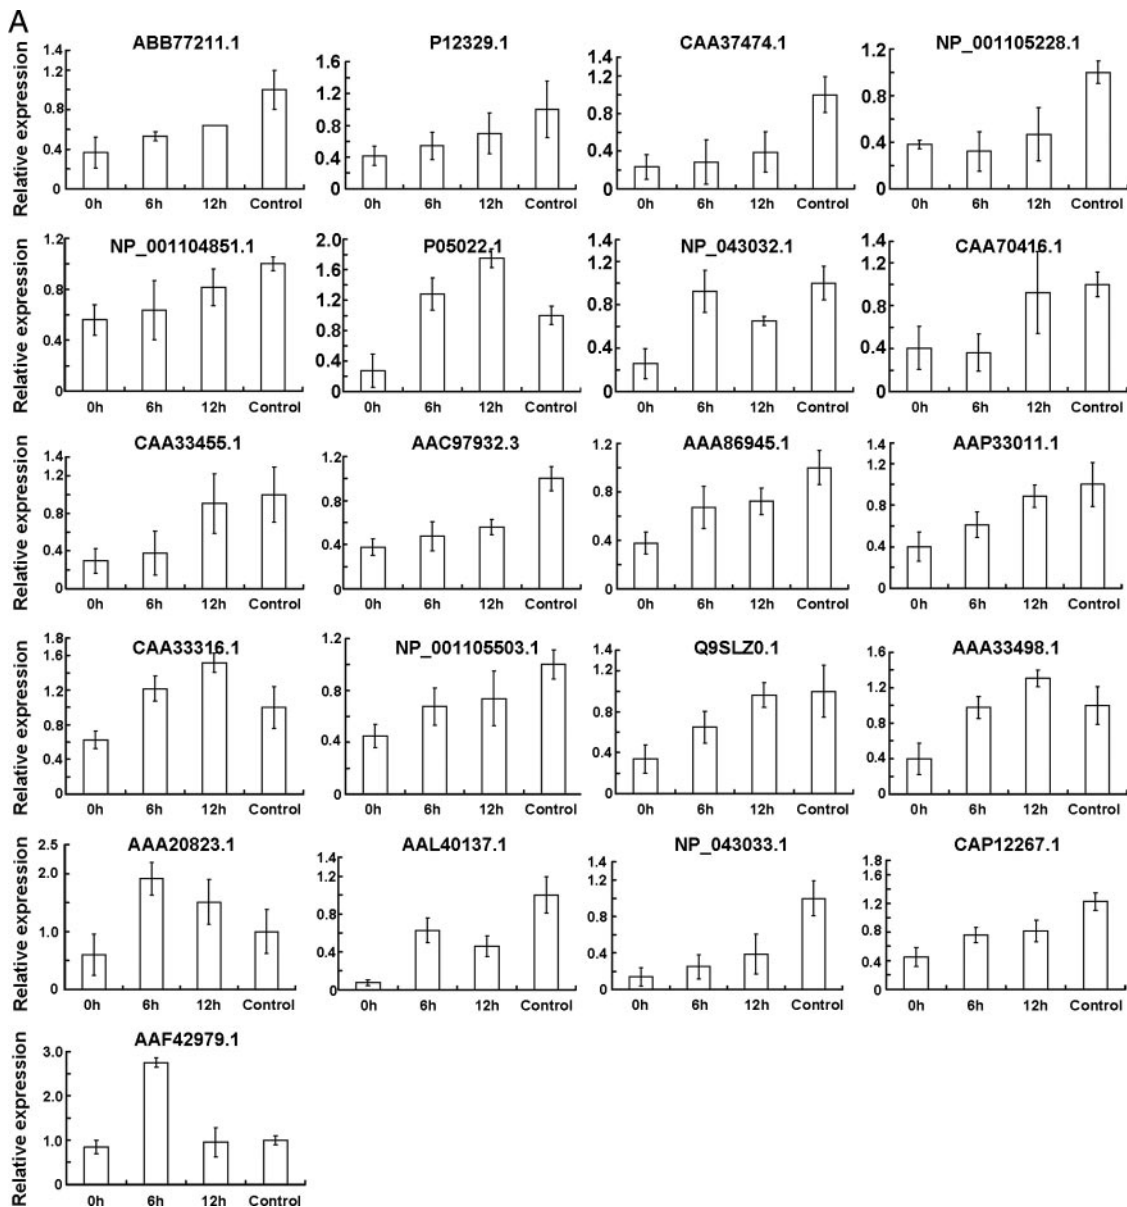 A
ABB77211.1
Relative expression
1.4
1.2
0.8
0.4
0
0h 6h 12h Control
P12329.1
1.6
1.2
0.8
0.4
0
0h 6h 12h Control
CAA37474.1
1.4
1.2
0.8
0.4
0
0h 6h 12h Control
NP_001105228.1
1.2
0.8
0.4
0
0h 6h 12h Control
NP_001104851.1
Relative expression
1.2
0.8
0.4
0
0h 6h 12h Control
P05022.1
2.0
1.6
1.2
0.8
0.4
0
0h 6h 12h Control
NP_043032.1
1.4
1.2
0.8
0.4
0
0h 6h 12h Control
CAA70416.1
1.4
1.2
0.8
0.4
0
0h 6h 12h Control
CAA33455.1
Relative expression
1.4
1.2
0.8
0.4
0
0h 6h 12h Control
AAC97932.3
1.2
0.8
0.4
0
0h 6h 12h Control
AAA86945.1
1.2
0.8
0.4
0
0h 6h 12h Control
AAP33011.1
1.4
1.2
0.8
0.4
0
0h 6h 12h Control
CAA33316.1
Relative expression
1.8
1.6
1.2
0.8
0.4
0
0h 6h 12h Control
NP_001105503.1
1.2
0.8
0.4
0
0h 6h 12h Control
Q9SLZ0.1
1.4
1.2
0.8
0.4
0
0h 6h 12h Control
AAA33498.1
1.6
1.2
0.8
0.4
0
0h 6h 12h Control
AAA20823.1
Relative expression
2.5
2.0
1.0
0
0h 6h 12h Control
AAL40137.1
1.4
1.2
0.8
0.4
0
0h 6h 12h Control
NP_043033.1
1.4
1.2
0.8
0.4
0
0h 6h 12h Control
CAP12267.1
1.8
1.6
1.2
0.8
0.4
0
0h 6h 12h Control
AAF42979.1
Relative expression
3.0
2.0
1.0
0
0h 6h 12h Control